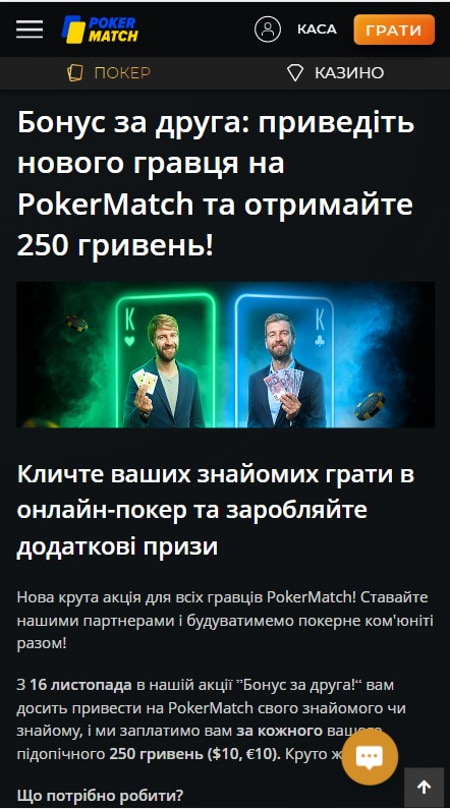 POKER
MATCH
КАСА
ГРАТИ
ПОКЕР
КАЗИНО
Бонус за друга: приведіть
нового гравця на
PokerMatch та отримайте
250 гривень!
K
K
Кличте ваших знайомих грати в
онлайн-покер та заробляйте
додаткові призи
Нова крута акція для всіх гравців PokerMatch! Ставайте
нашими партнерами і будуватимемо покерне ком'юніті
разом!
З 16 листопада в нашій акції ”Бонус за друга!“ вам
досить привести на PokerMatch свого знайомого чи
знайому, і ми заплатимо вам за кожного вашого
підопічного 250 гривень ($10, €10). Круто
Що потрібно робити?